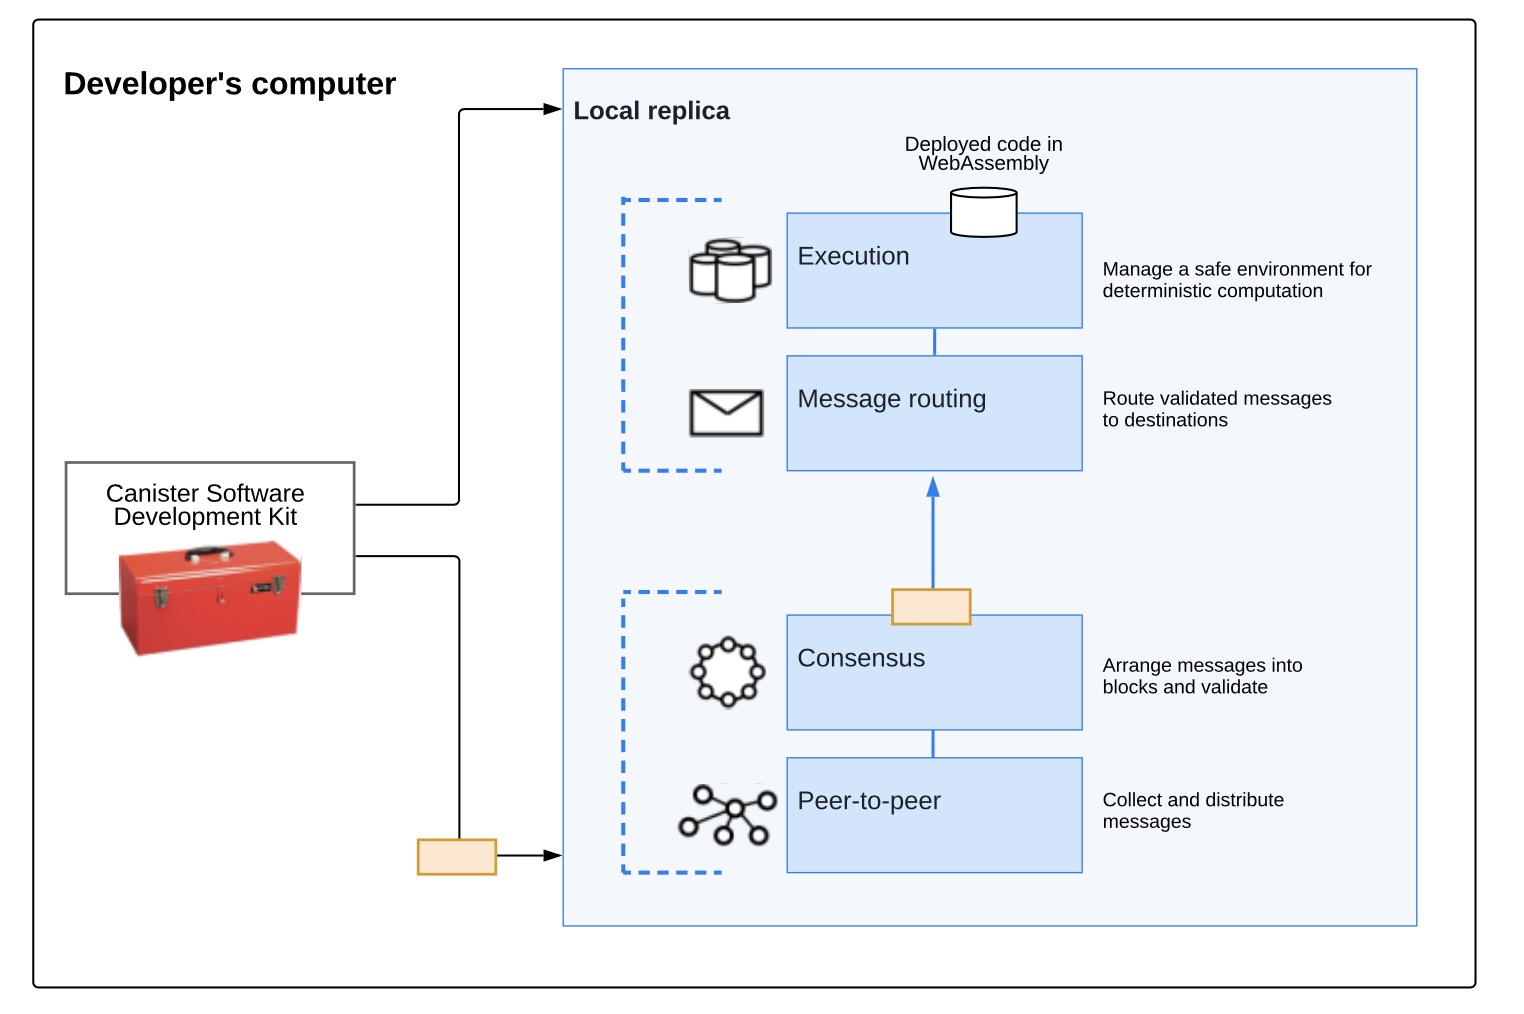 Developer's computer
Local replica
Deployed code in
WebAssembly
Execution
Manage a safe environment for
deterministic computation
Message routing
Route validated messages
to destinations
Canister Software
Development Kit
Consensus
Arrange messages into
blocks and validate
Peer-to-peer
Collect and distribute
messages